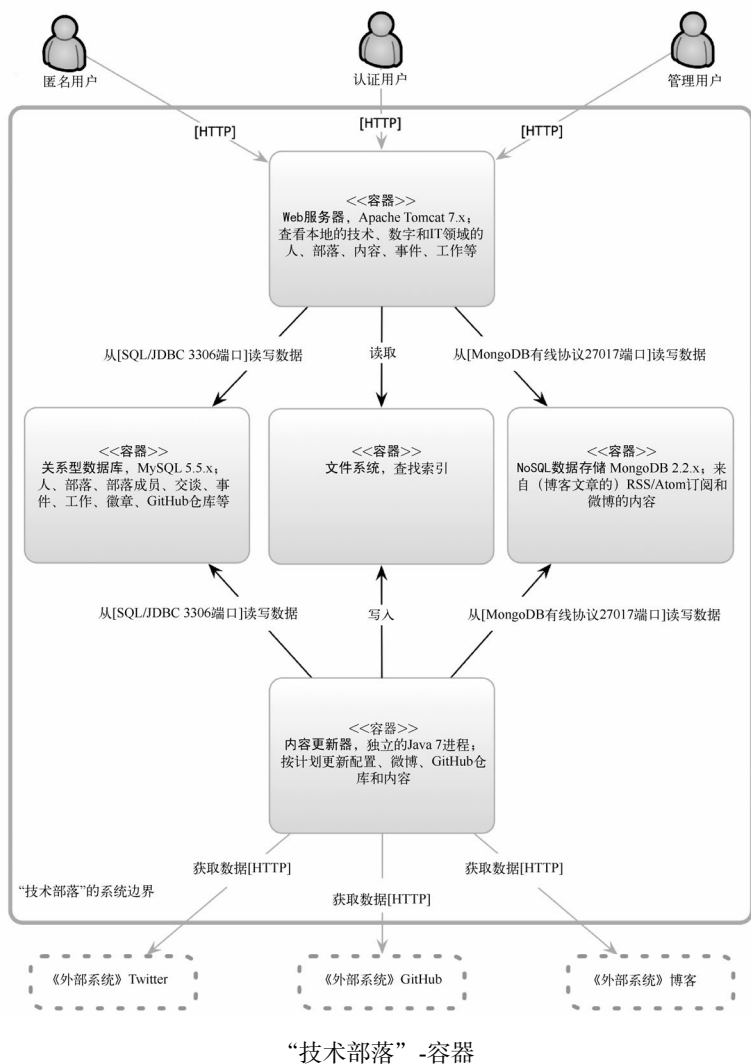 匿名用户
认证用户
管理用户
[HTTP]
[HTTP]
[HTTP]
<<容器>>
Web服务器，Apache Tomcat 7.x；
查看本地的技术、数字和IT领域的
人、部落、内容、事件、工作等
从[SQL/JDBC 3306端口]读写数据
读取
从[MongoDB有线协议27017端口]读写数据
<<容器>>
关系型数据库，MySQL 5.5.x；
人、部落、部落成员、交谈、事
件、工作、徽章、GitHub仓库等
<<容器>>
文件系统，查找索引
<<容器>>
NoSQL数据存储 MongoDB 2.2.x；来
自（博客文章的）RSS/Atom订阅和
微博的内容
从[SQL/JDBC 3306端口]读写数据
写入
从[MongoDB有线协议27017端口]读写数据
<<容器>>
内容更新器，独立的Java 7进程；
按计划更新配置、微博、GitHub仓
库和内容
获取数据[HTTP]
获取数据[HTTP]
获取数据[HTTP]
“技术部落”的系统边界
《外部系统》Twitter
《外部系统》GitHub
《外部系统》博客
“技术部落”-容器